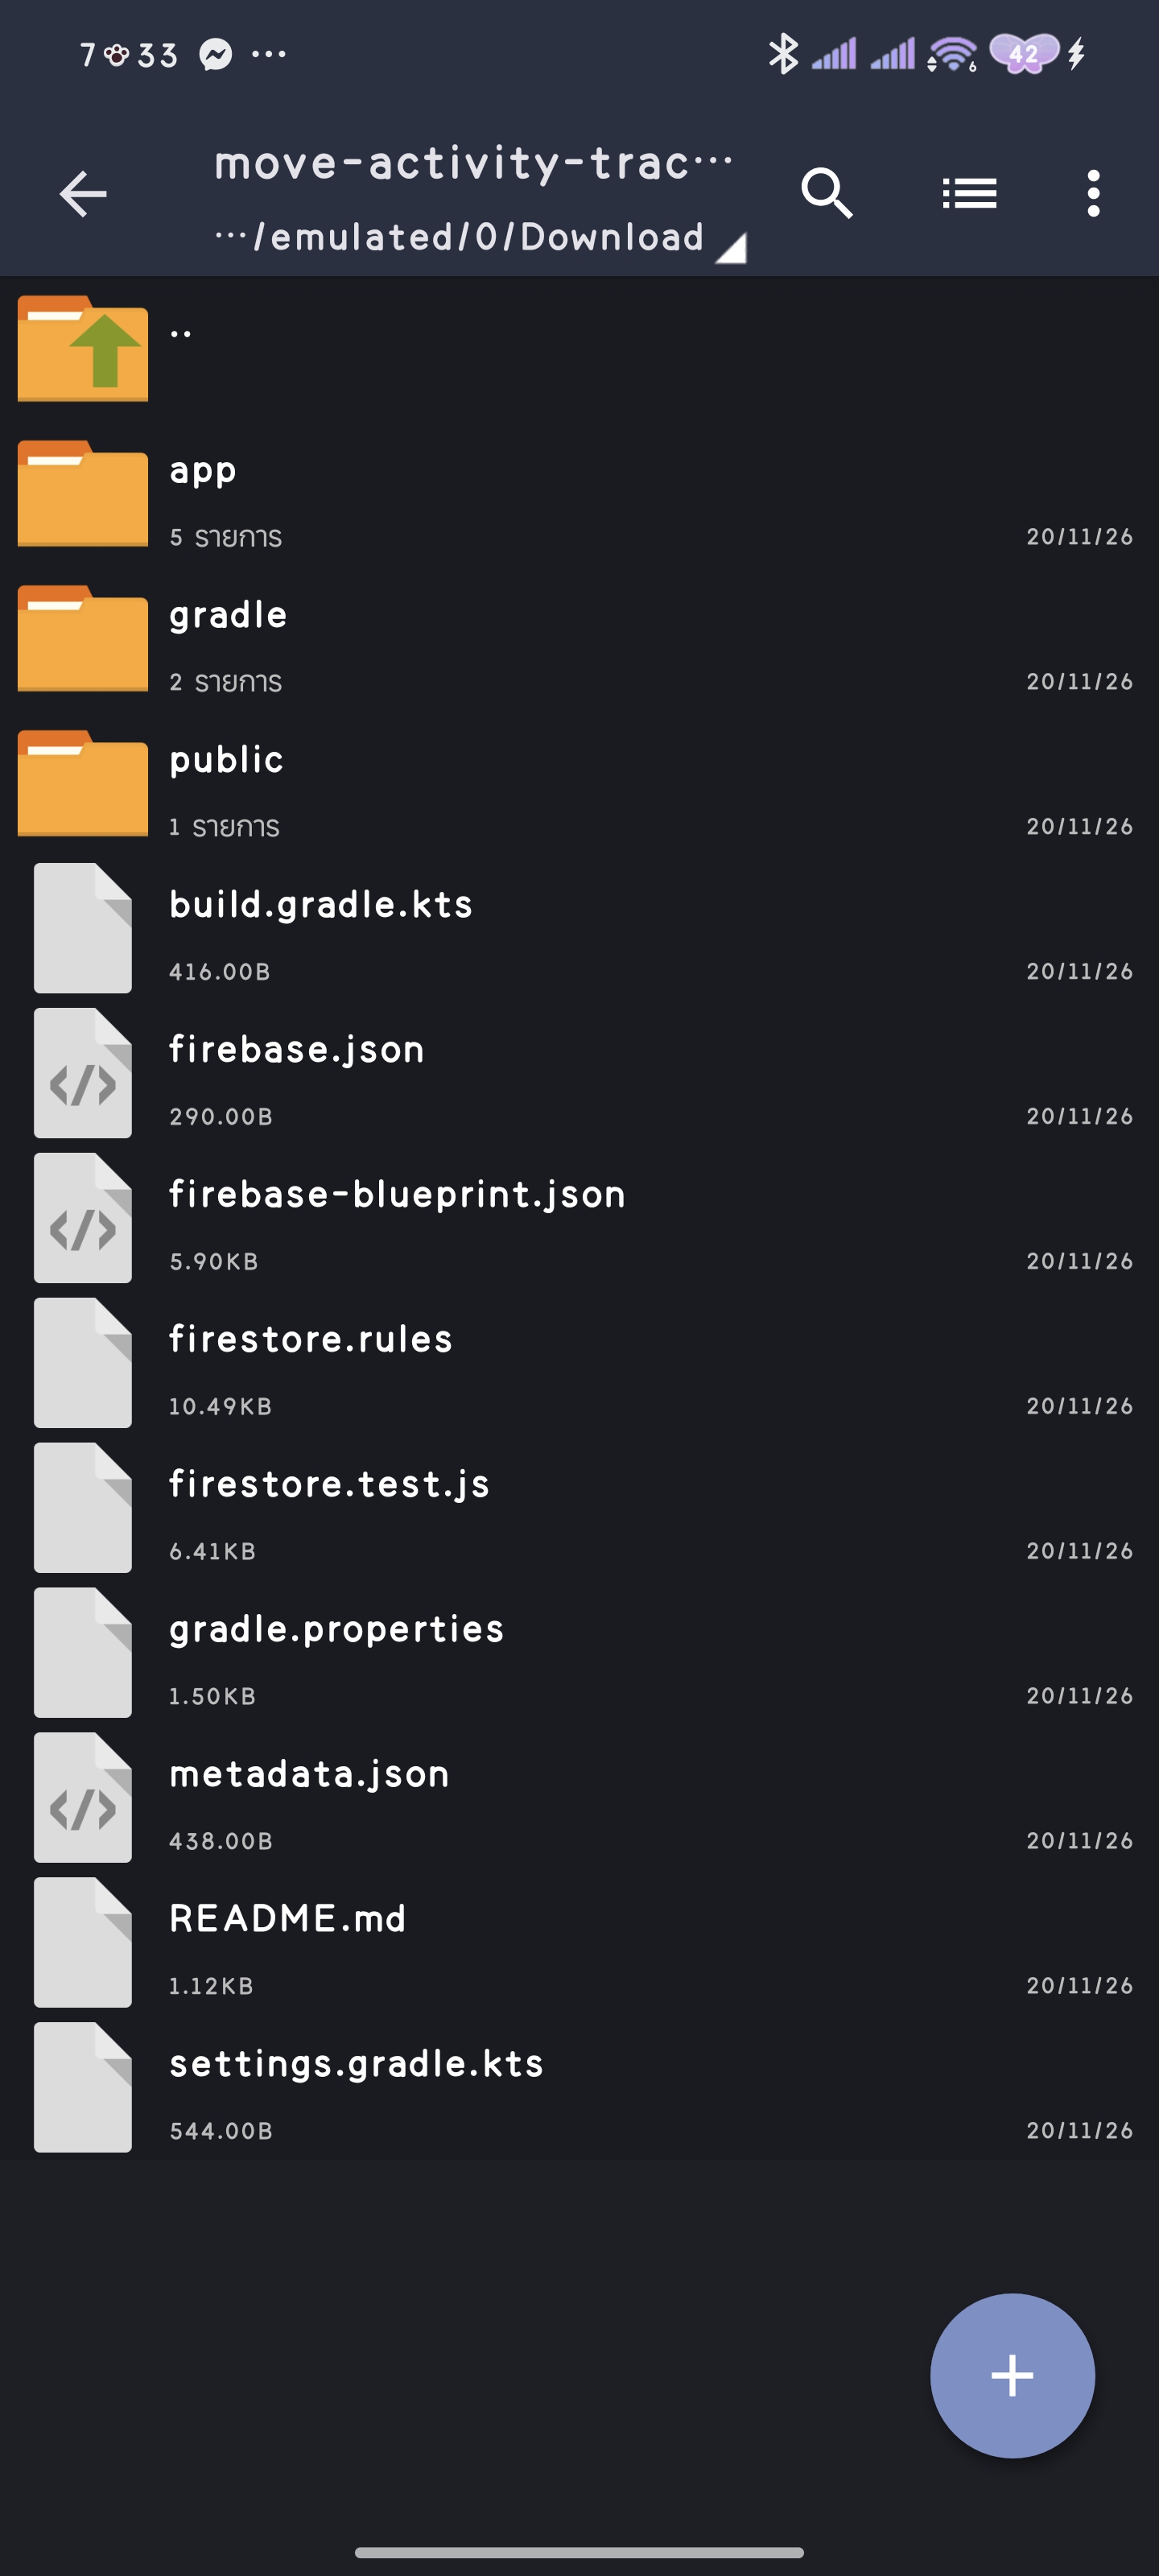 7 33 ...
42
6
move-activity-trac...
.../emulated/0/Download
..
app
5 รายการ 20/11/26
gradle
2 รายการ 20/11/26
public
1 รายการ 20/11/26
build.gradle.kts
416.00B 20/11/26
firebase.json
290.00B 20/11/26
firebase-blueprint.json
5.90KB 20/11/26
firestore.rules
10.49KB 20/11/26
firestore.test.js
6.41KB 20/11/26
gradle.properties
1.50KB 20/11/26
metadata.json
438.00B 20/11/26
README.md
1.12KB 20/11/26
settings.gradle.kts
544.00B 20/11/26